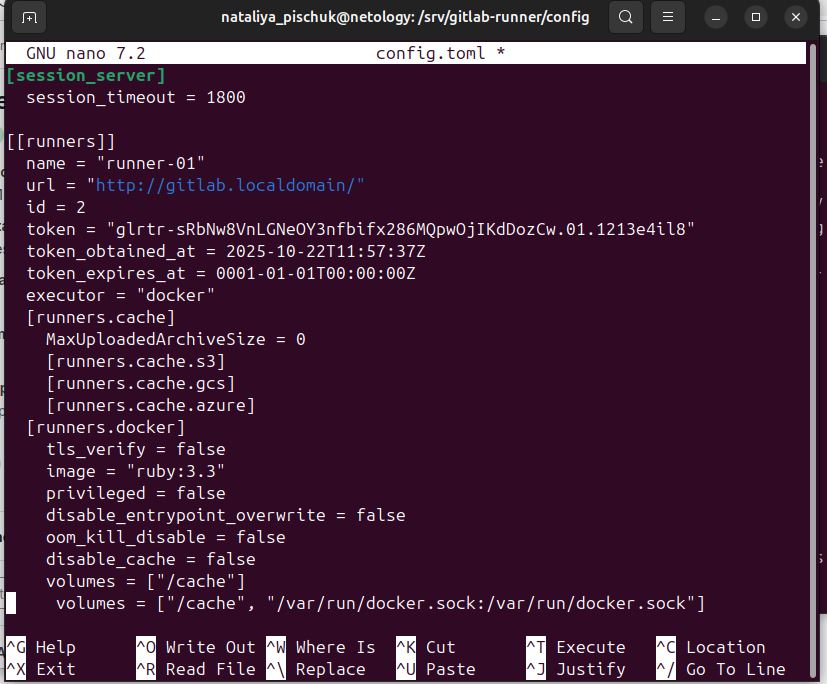 nataliya_pischuk@netology: /srv/gitlab-runner/config
GNU nano 7.2 config.toml *
[session_server]
session_timeout = 1800
[[runners]]
name = "runner-01"
url = "http://gitlab.localdomain/"
id = 2
token = "glrtr-sRbNw8VnLGNeOY3nfbifx286MQpwOjIKdDozCw.01.1213e4il8"
token_obtained_at = 2025-10-22T11:57:37Z
token_expires_at = 0001-01-01T00:00:00Z
executor = "docker"
[runners.cache]
MaxUploadedArchiveSize = 0
[runners.cache.s3]
[runners.cache.gcs]
[runners.cache.azure]
[runners.docker]
tls_verify = false
image = "ruby:3.3"
privileged = false
disable_entrypoint_overwrite = false
oom_kill_disable = false
disable_cache = false
volumes = ["/cache"]
volumes = ["/cache", "/var/run/docker.sock:/var/run/docker.sock"]
^G Help ^O Write Out ^W Where Is ^K Cut ^T Execute ^C Location
^X Exit ^R Read File ^\ Replace ^U Paste ^J Justify ^/ Go To Line